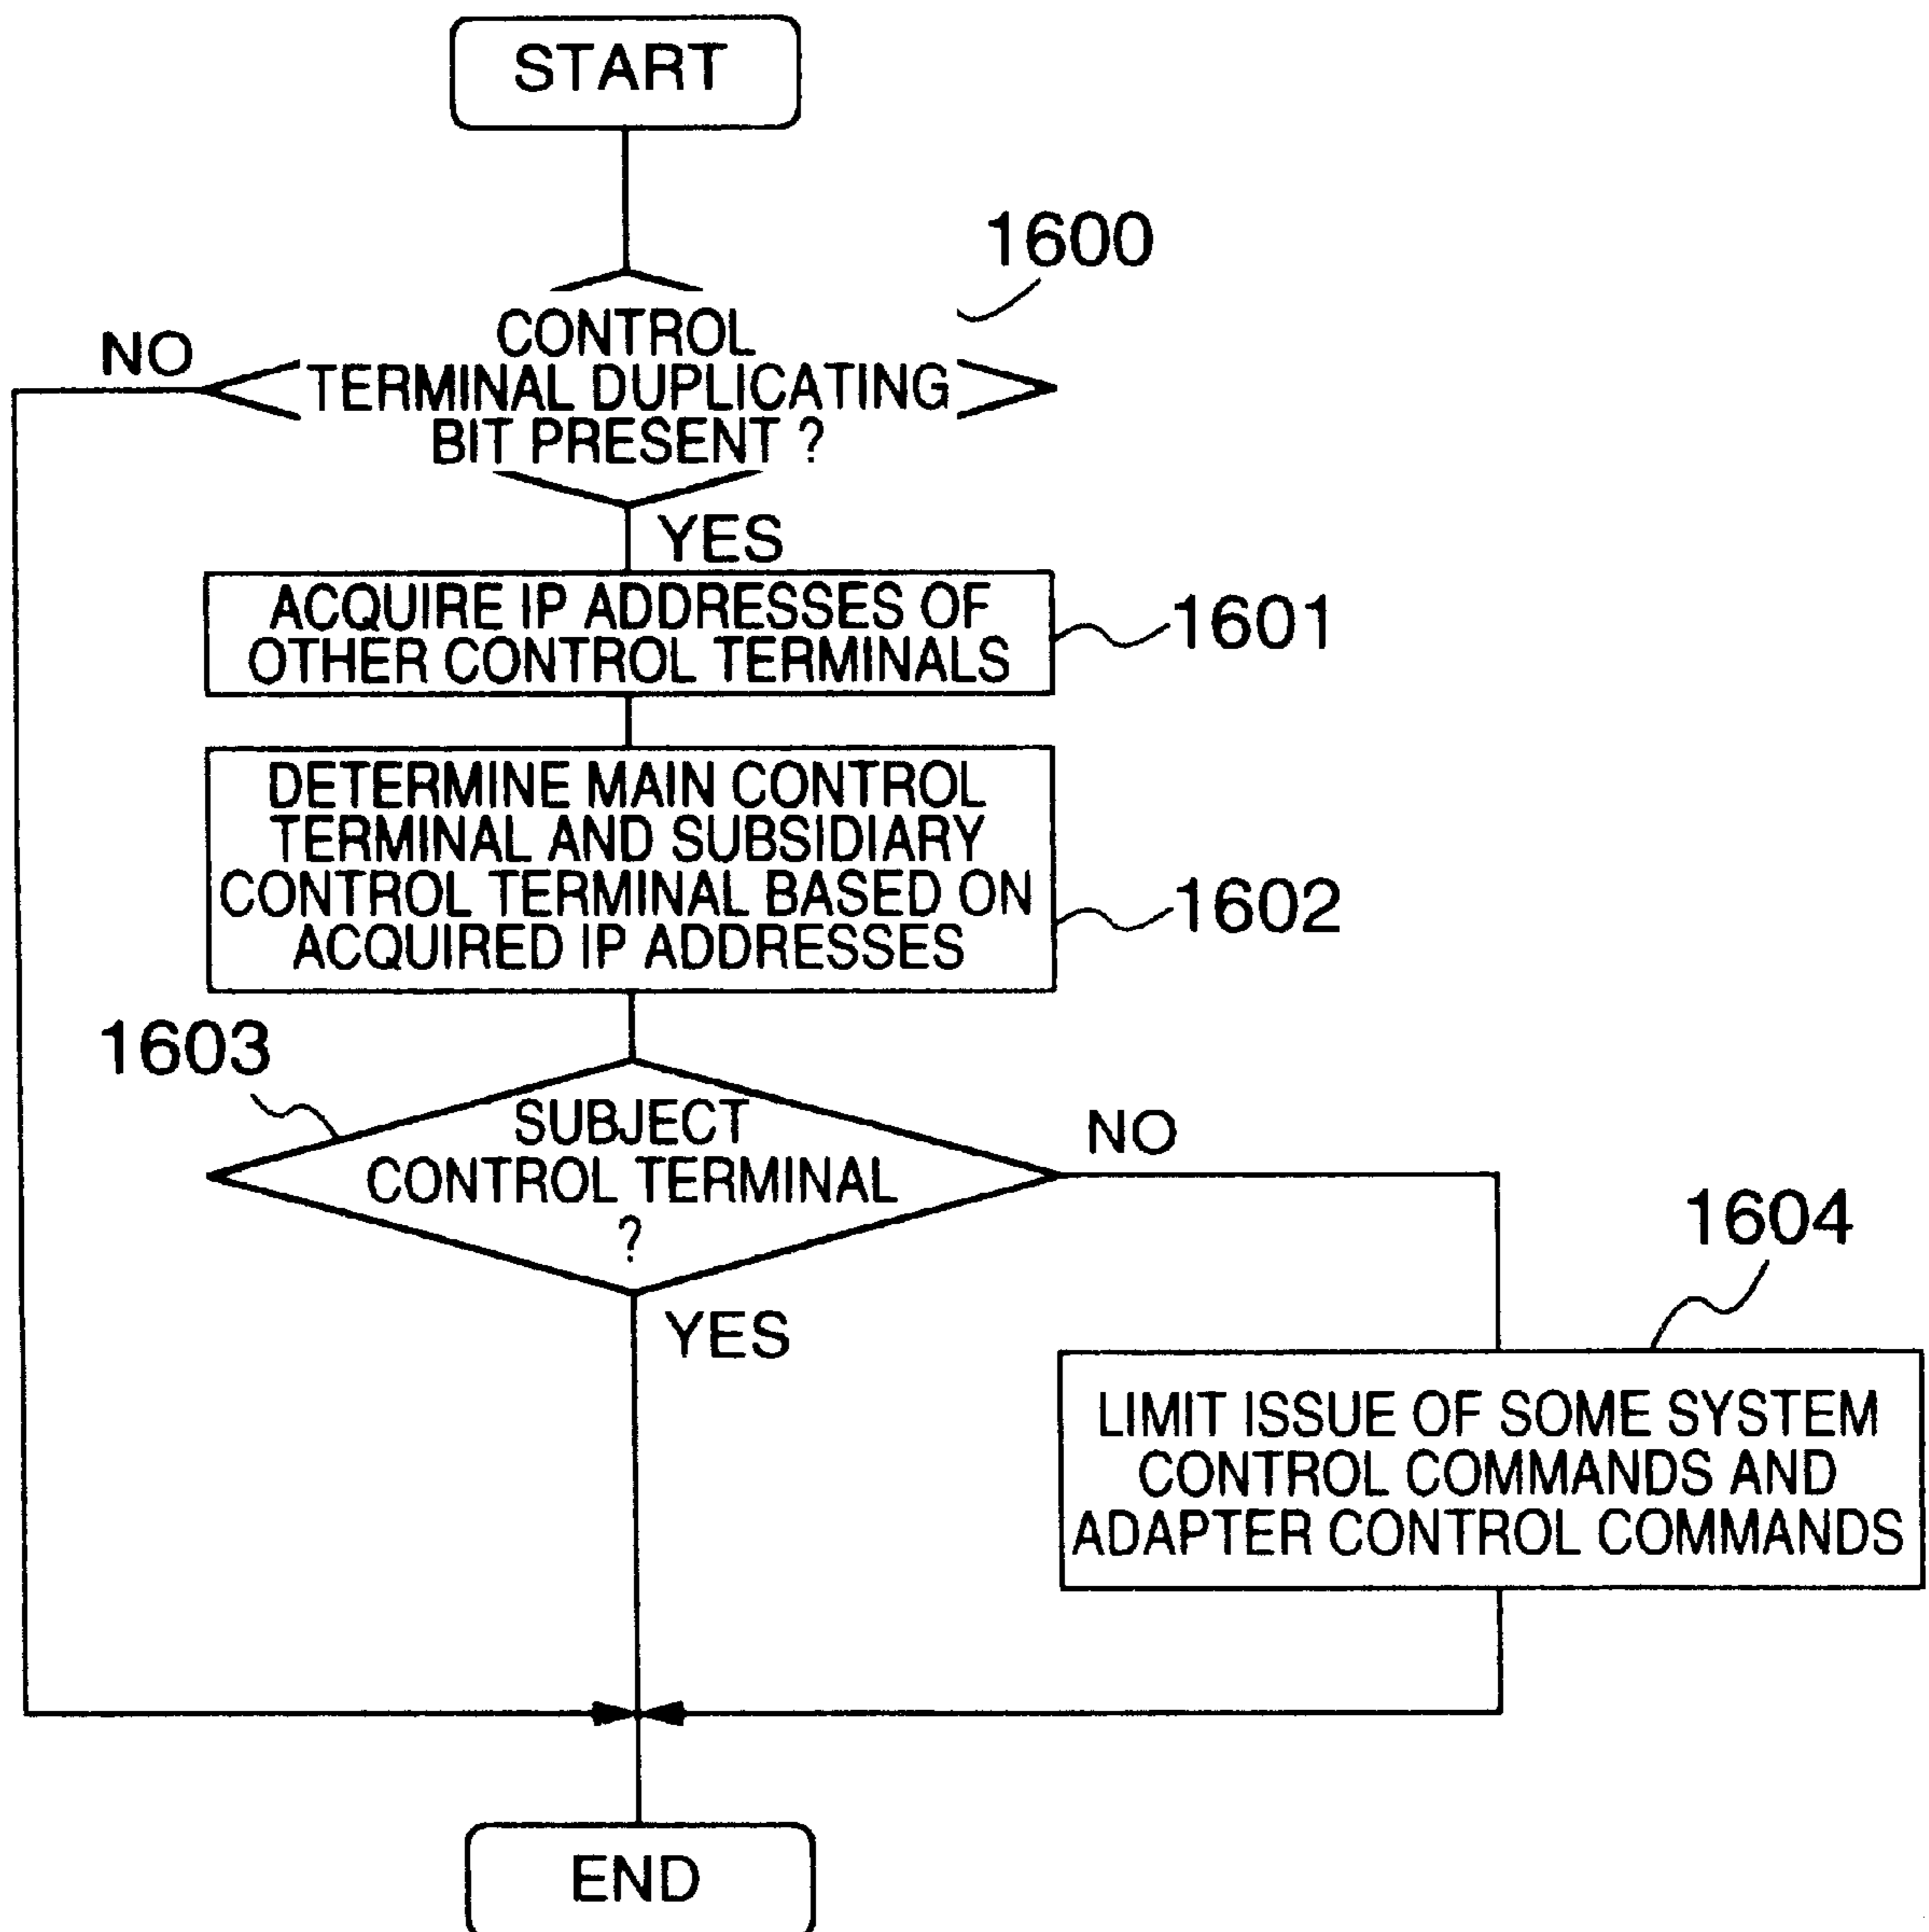 START
1600
CONTROL
TERMINAL DUPLICATING
BIT PRESENT ?
NO
YES
ACQUIRE IP ADDRESSES OF
OTHER CONTROL TERMINALS
1601
DETERMINE MAIN CONTROL
TERMINAL AND SUBSIDIARY
CONTROL TERMINAL BASED ON
ACQUIRED IP ADDRESSES
1602
1603
SUBJECT
CONTROL TERMINAL
?
NO
YES
1604
LIMIT ISSUE OF SOME SYSTEM
CONTROL COMMANDS AND
ADAPTER CONTROL COMMANDS
END